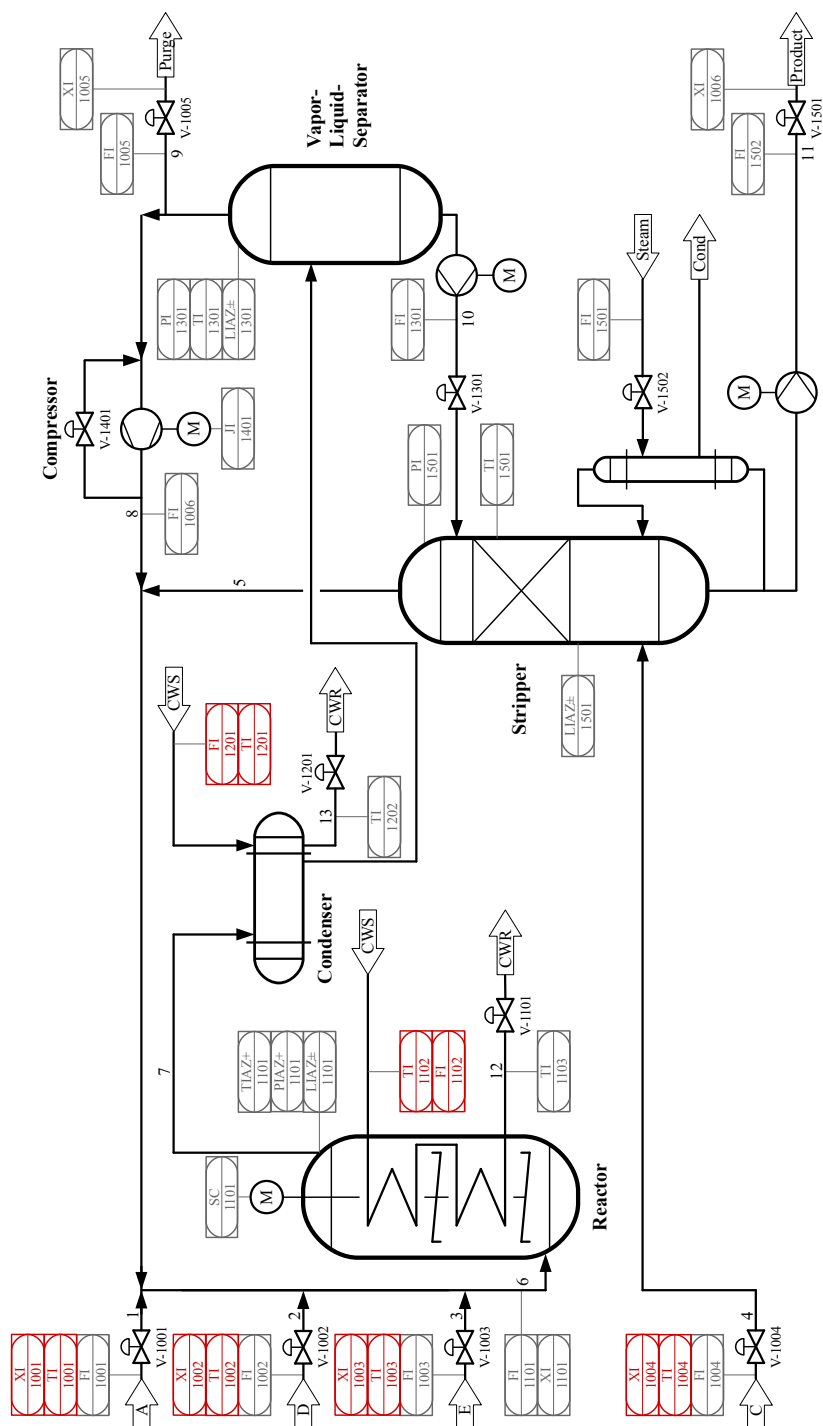 XI
1001
TI
1001
FI
1001
A
V-1001
1
XI
1002
TI
1002
FI
1002
D
V-1002
2
XI
1003
TI
1003
FI
1003
E
V-1003
3
FI
1101
XI
1101
6
XI
1004
TI
1004
FI
1004
C
V-1004
4
SC
1101
M
7
TIAZ+
1101
PIAZ+
1101
LIAZ±
1101
Reactor
TI
1102
FI
1102
CWS
12
TI
1103
V-1101
CWR
Condenser
CWS
FI
1201
TI
1201
13
TI
1202
V-1201
CWR
5
8
FI
1006
Compressor
V-1401
M
JI
1401
PI
1301
TI
1301
LIAZ±
1301
Vapor-
Liquid-
Separator
FI
1005
9
XI
1005
V-1005
Purge
M
FI
1301
10
V-1301
PI
1501
TI
1501
Stripper
LIAZ±
1501
V-1502
FI
1501
Steam
Cond
M
FI
1502
11
XI
1006
V-1501
Product